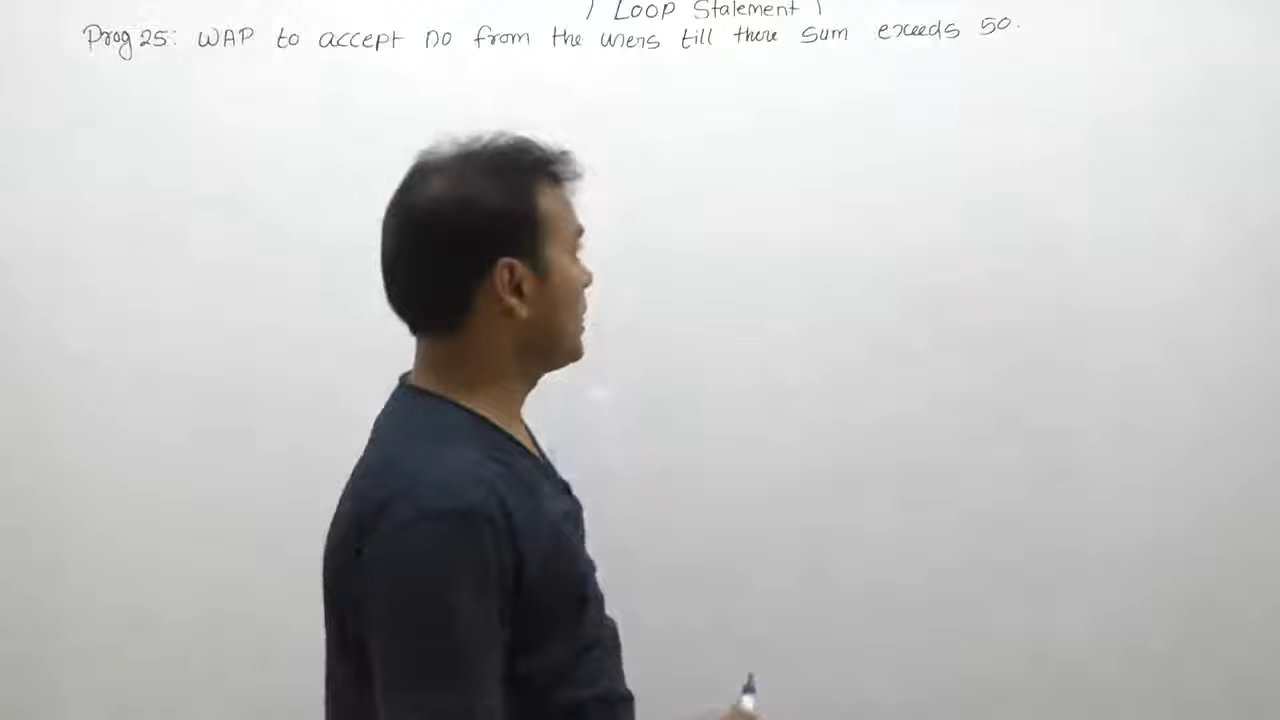 Loop Statement
Prog 25: WAP to accept no from the users till there sum exceeds 50.